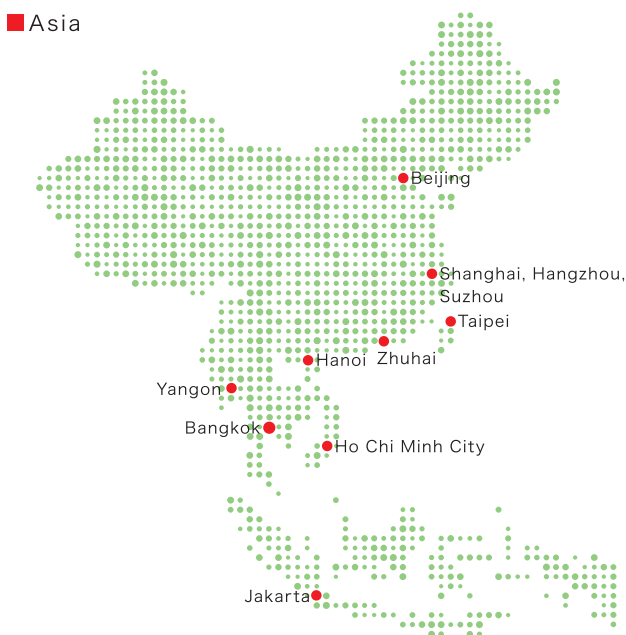 Asia
Beijing
Shanghai, Hangzhou,
Suzhou
Taipei
Hanoi
Zhuhai
Yangon
Bangkok
Ho Chi Minh City
Jakarta